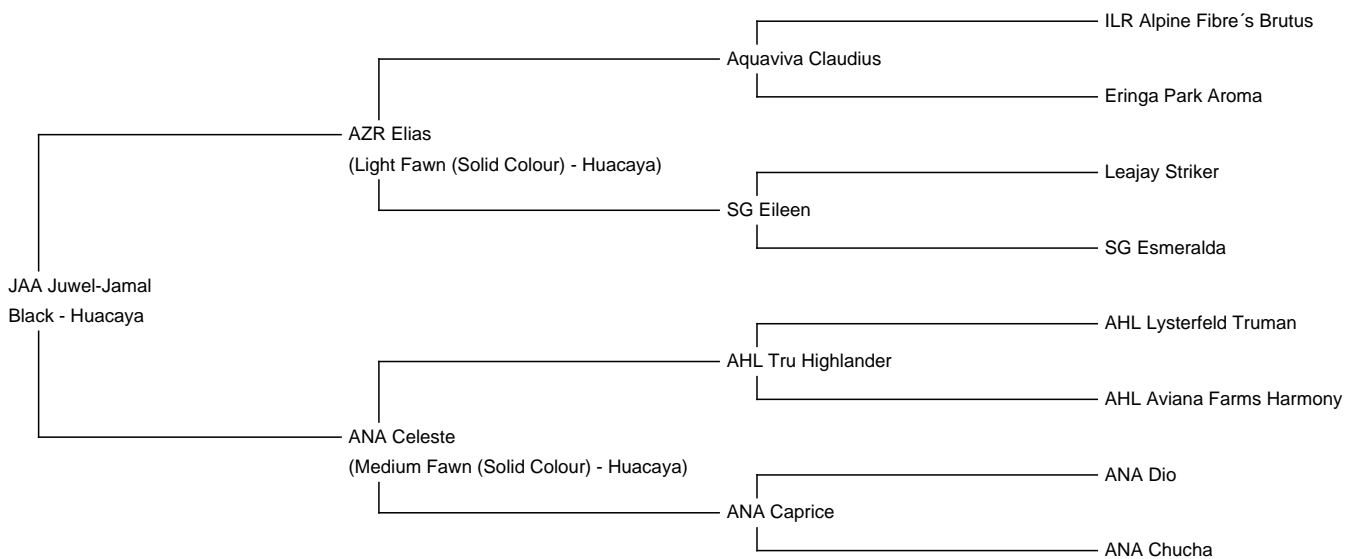 ILR Alpine Fibre´s Brutus
Aquaviva Claudius
Eringa Park Aroma
AZR Elias
(Light Fawn (Solid Colour) - Huacaya)
Leajay Striker
SG Eileen
SG Esmeralda
JAA Juwel-Jamal
Black - Huacaya
AHL Lysterfeld Truman
AHL Tru Highlander
AHL Aviana Farms Harmony
ANA Celeste
(Medium Fawn (Solid Colour) - Huacaya)
ANA Dio
ANA Caprice
ANA Chucha